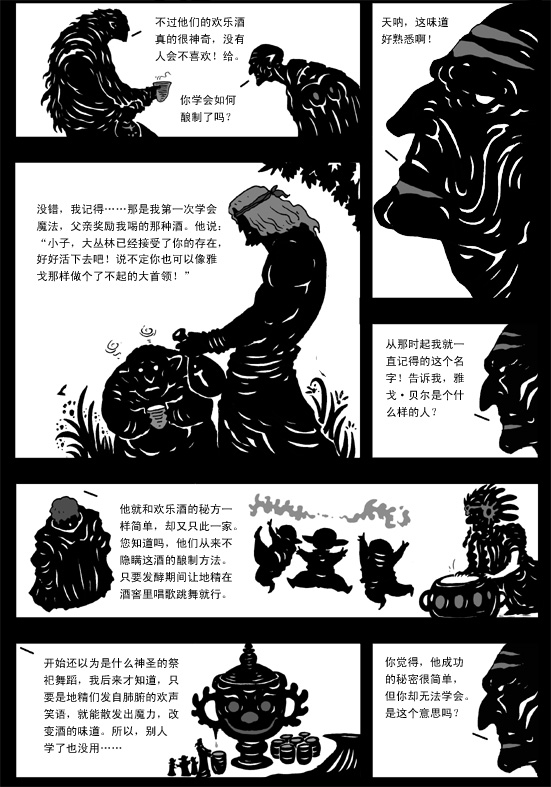 不过他们的欢乐酒
真的很神奇，没有
人会不喜欢！给。
你学会如何
酿制了吗？
天呐，这味道
好熟悉啊！
没错，我记得……那是我第一次学会
魔法，父亲奖励我喝的那种酒。他说：
“小子，大丛林已经接受了你的存在，
好好活下去吧！说不定你也可以像雅
戈那样做个了不起的大首领！”
从那时起我就一
直记得的这个名
字！告诉我，雅
戈·贝尔是个什
么样的人？
他就和欢乐酒的秘方一
样简单，却又只此一家。
您知道吗，他们从来不
隐瞒这酒的酿制方法。
只要发酵期间让地精在
酒窖里唱歌跳舞就行。
开始还以为是什么神圣的祭
祀舞蹈，我后来才知道，只
要是地精们发自肺腑的欢声
笑语，就能散发出魔力，改
变酒的味道。所以，别人
学了也没用……
你觉得，他成功
的秘密很简单，
但你却无法学会。
是这个意思吗？